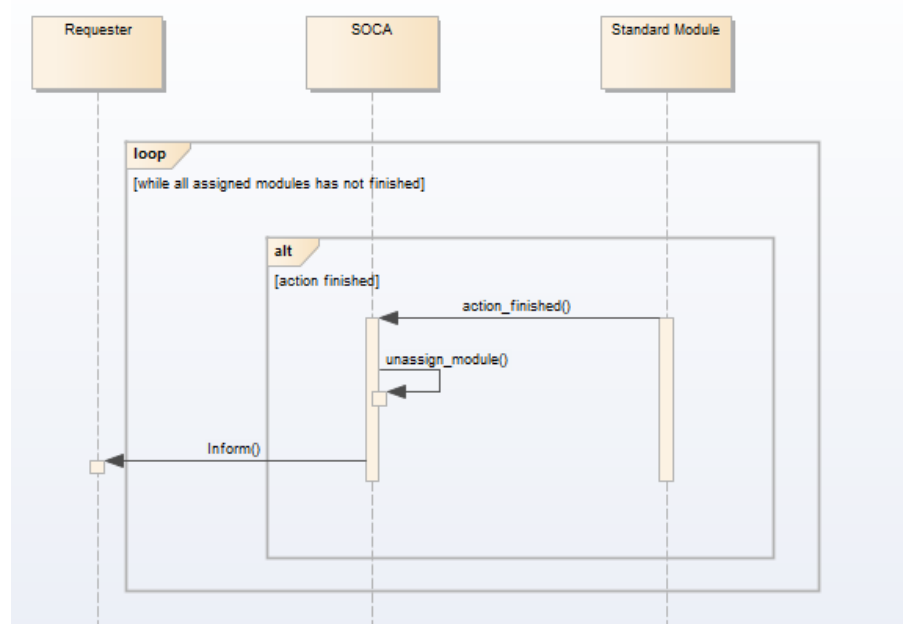 Requester
SOCA
Standard Module
loop
[while all assigned modules has not finished]
alt
[action finished]
action_finished()
unassign_module()
Inform()